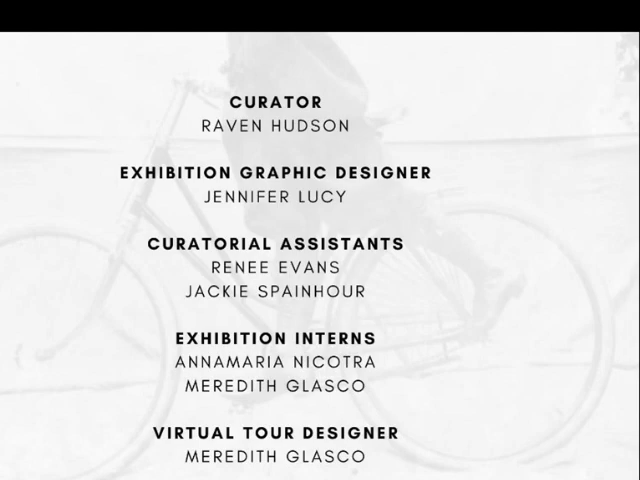 CURATOR
RAVEN HUDSON
EXHIBITION GRAPHIC DESIGNER
JENNIFER LUCY
CURATORIAL ASSISTANTS
RENEE EVANS
JACKIE SPAINHOUR
EXHIBITION INTERNS
ANNAMARIA NICOTRA
MEREDITH GLASCO
VIRTUAL TOUR DESIGNER
MEREDITH GLASCO